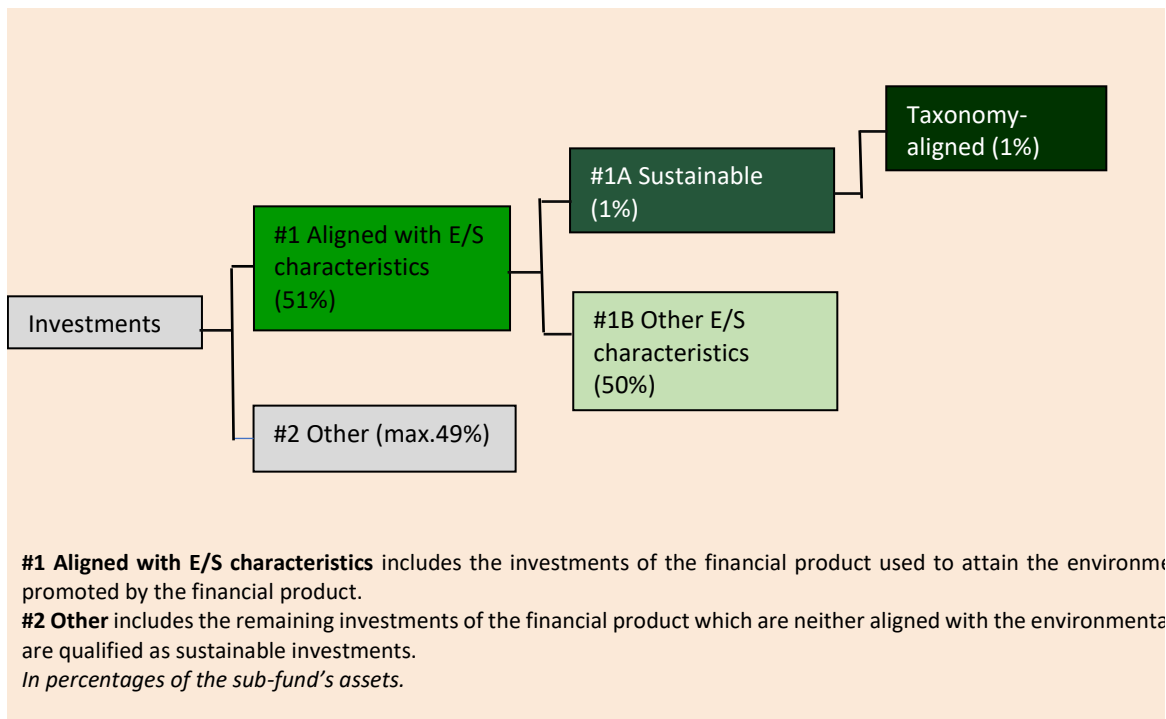 Taxonomy-
aligned (1%)
#1A Sustainable
(1%)
#1 Aligned with E/S
characteristics
(51%)
Investments
#1B Other E/S
characteristics
(50%)
#2 Other (max.49%)
#1 Aligned with E/S characteristics includes the investments of the financial product used to attain the environme
promoted by the financial product.
#2 Other includes the remaining investments of the financial product which are neither aligned with the environmenta
are qualified as sustainable investments.
In percentages of the sub-fund's assets.